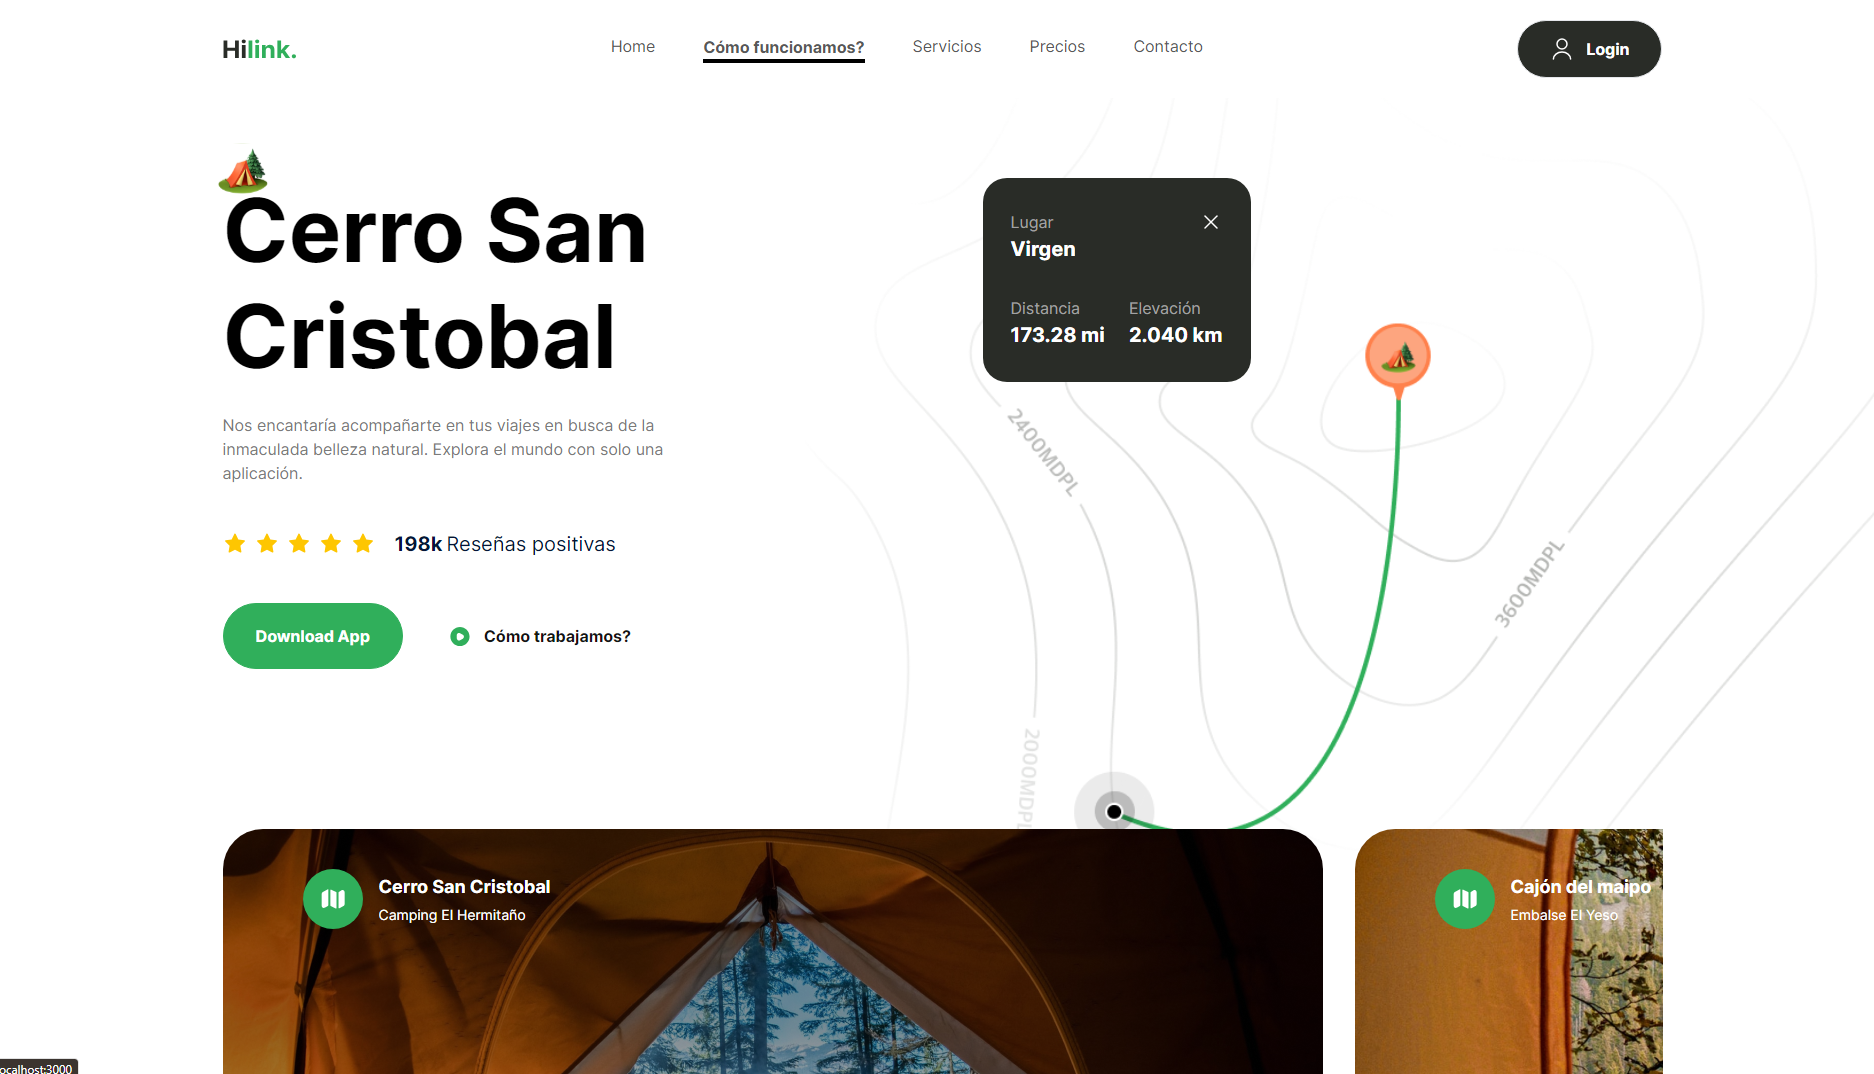 Hilink.
Home
Cómo funcionamos?
Servicios
Precios
Contacto
Login
Cerro San
Cristobal
Nos encantaría acompañarte en tus viajes en busca de la
inmaculada belleza natural. Explora el mundo con solo una
aplicación.
198k Reseñas positivas
Download App
Cómo trabajamos?
Lugar
Virgen
Distancia
173.28 mi
Elevación
2.040 km
2400MDPL
3600MDPL
2000MDPL
Cerro San Cristobal
Camping El Hermitaño
Cajón del maipo
Embalse El Yeso
ocalhost:3000